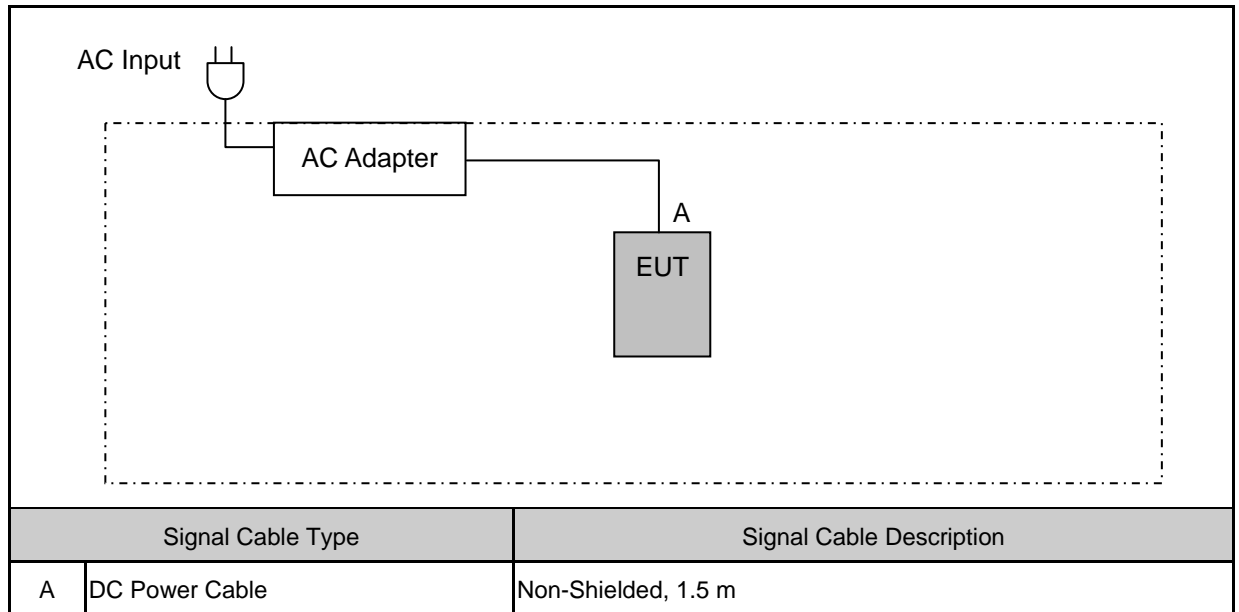 AC Input
AC Adapter
A
EUT
Signal Cable Type Signal Cable Description
A DC Power Cable Non-Shielded, 1.5 m